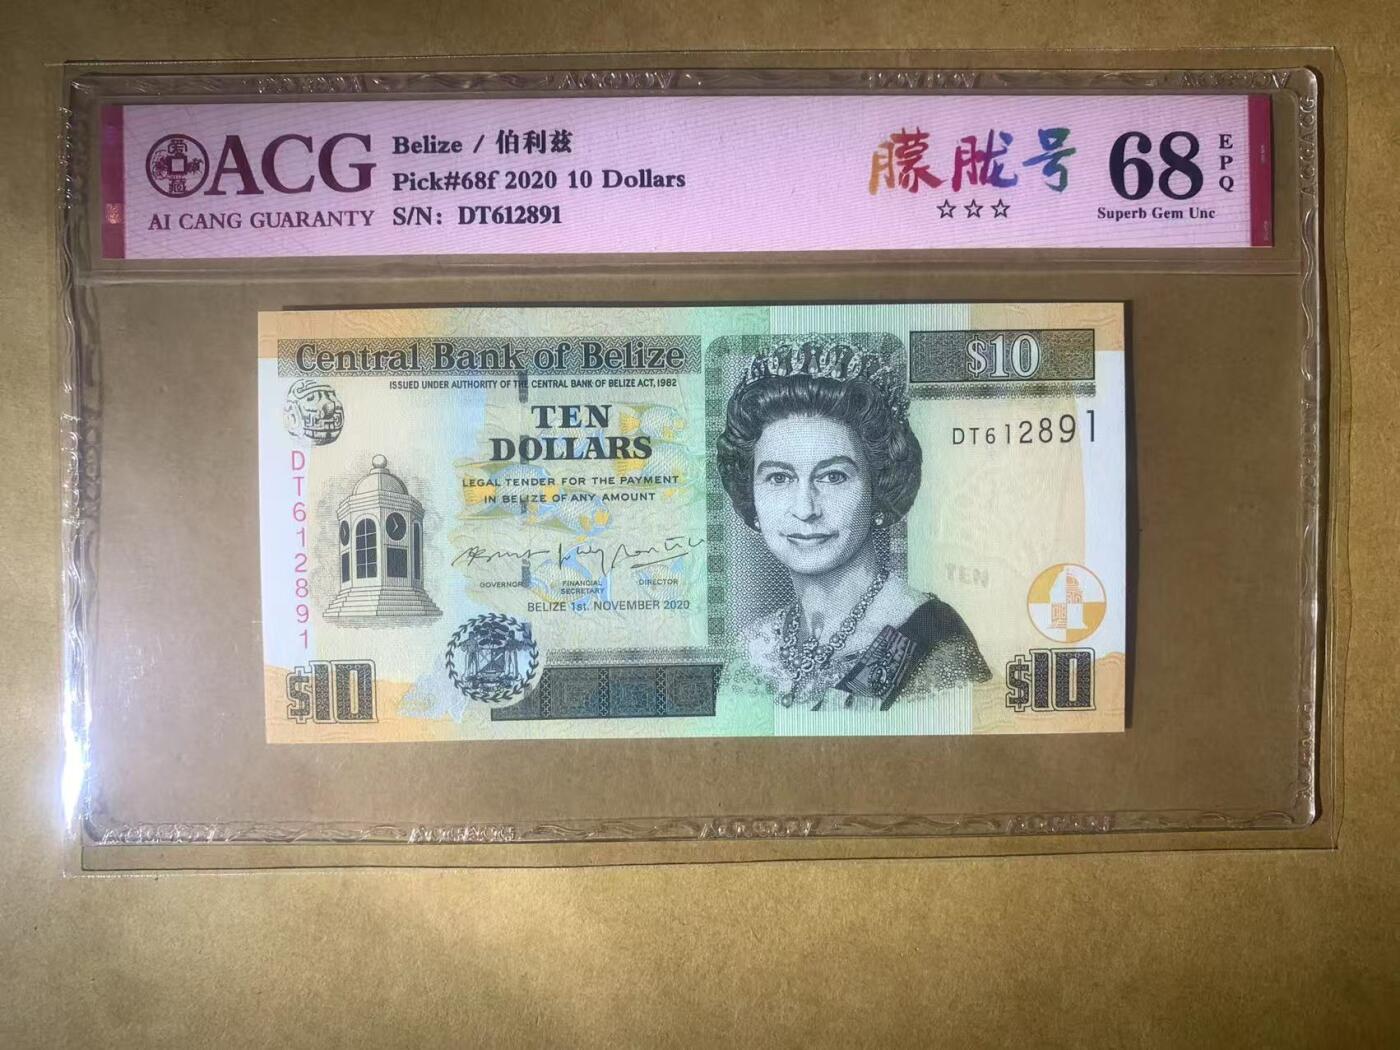 ACG
AI CANG GUARANTY
Belize / 伯利兹
Pick#68f 2020 10 Dollars
S/N: DT612891
朦胧号
☆☆☆
68
EPQ
Superb Gem Unc
Central Bank of Belize
$10
ISSUED UNDER AUTHORITY OF THE CENTRAL BANK OF BELIZE ACT, 1982
TEN
DOLLARS
DT612891
LEGAL TENDER FOR THE PAYMENT
IN BELIZE OF ANY AMOUNT
DT612891
GOVERNOR
FINANCIAL
SECRETARY
DIRECTOR
BELIZE 1st. NOVEMBER 2020
TEN
$10
$10